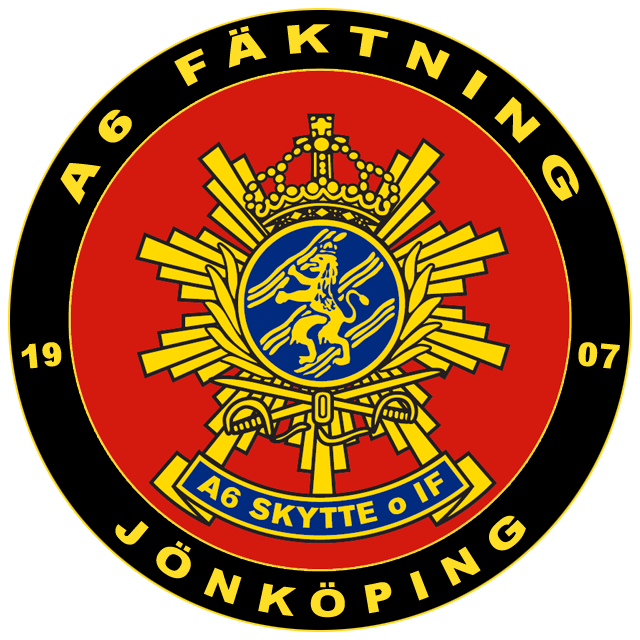 A6 FÄKTNING
19 07
A6 SKYTTE o IF
JÖNKÖPING